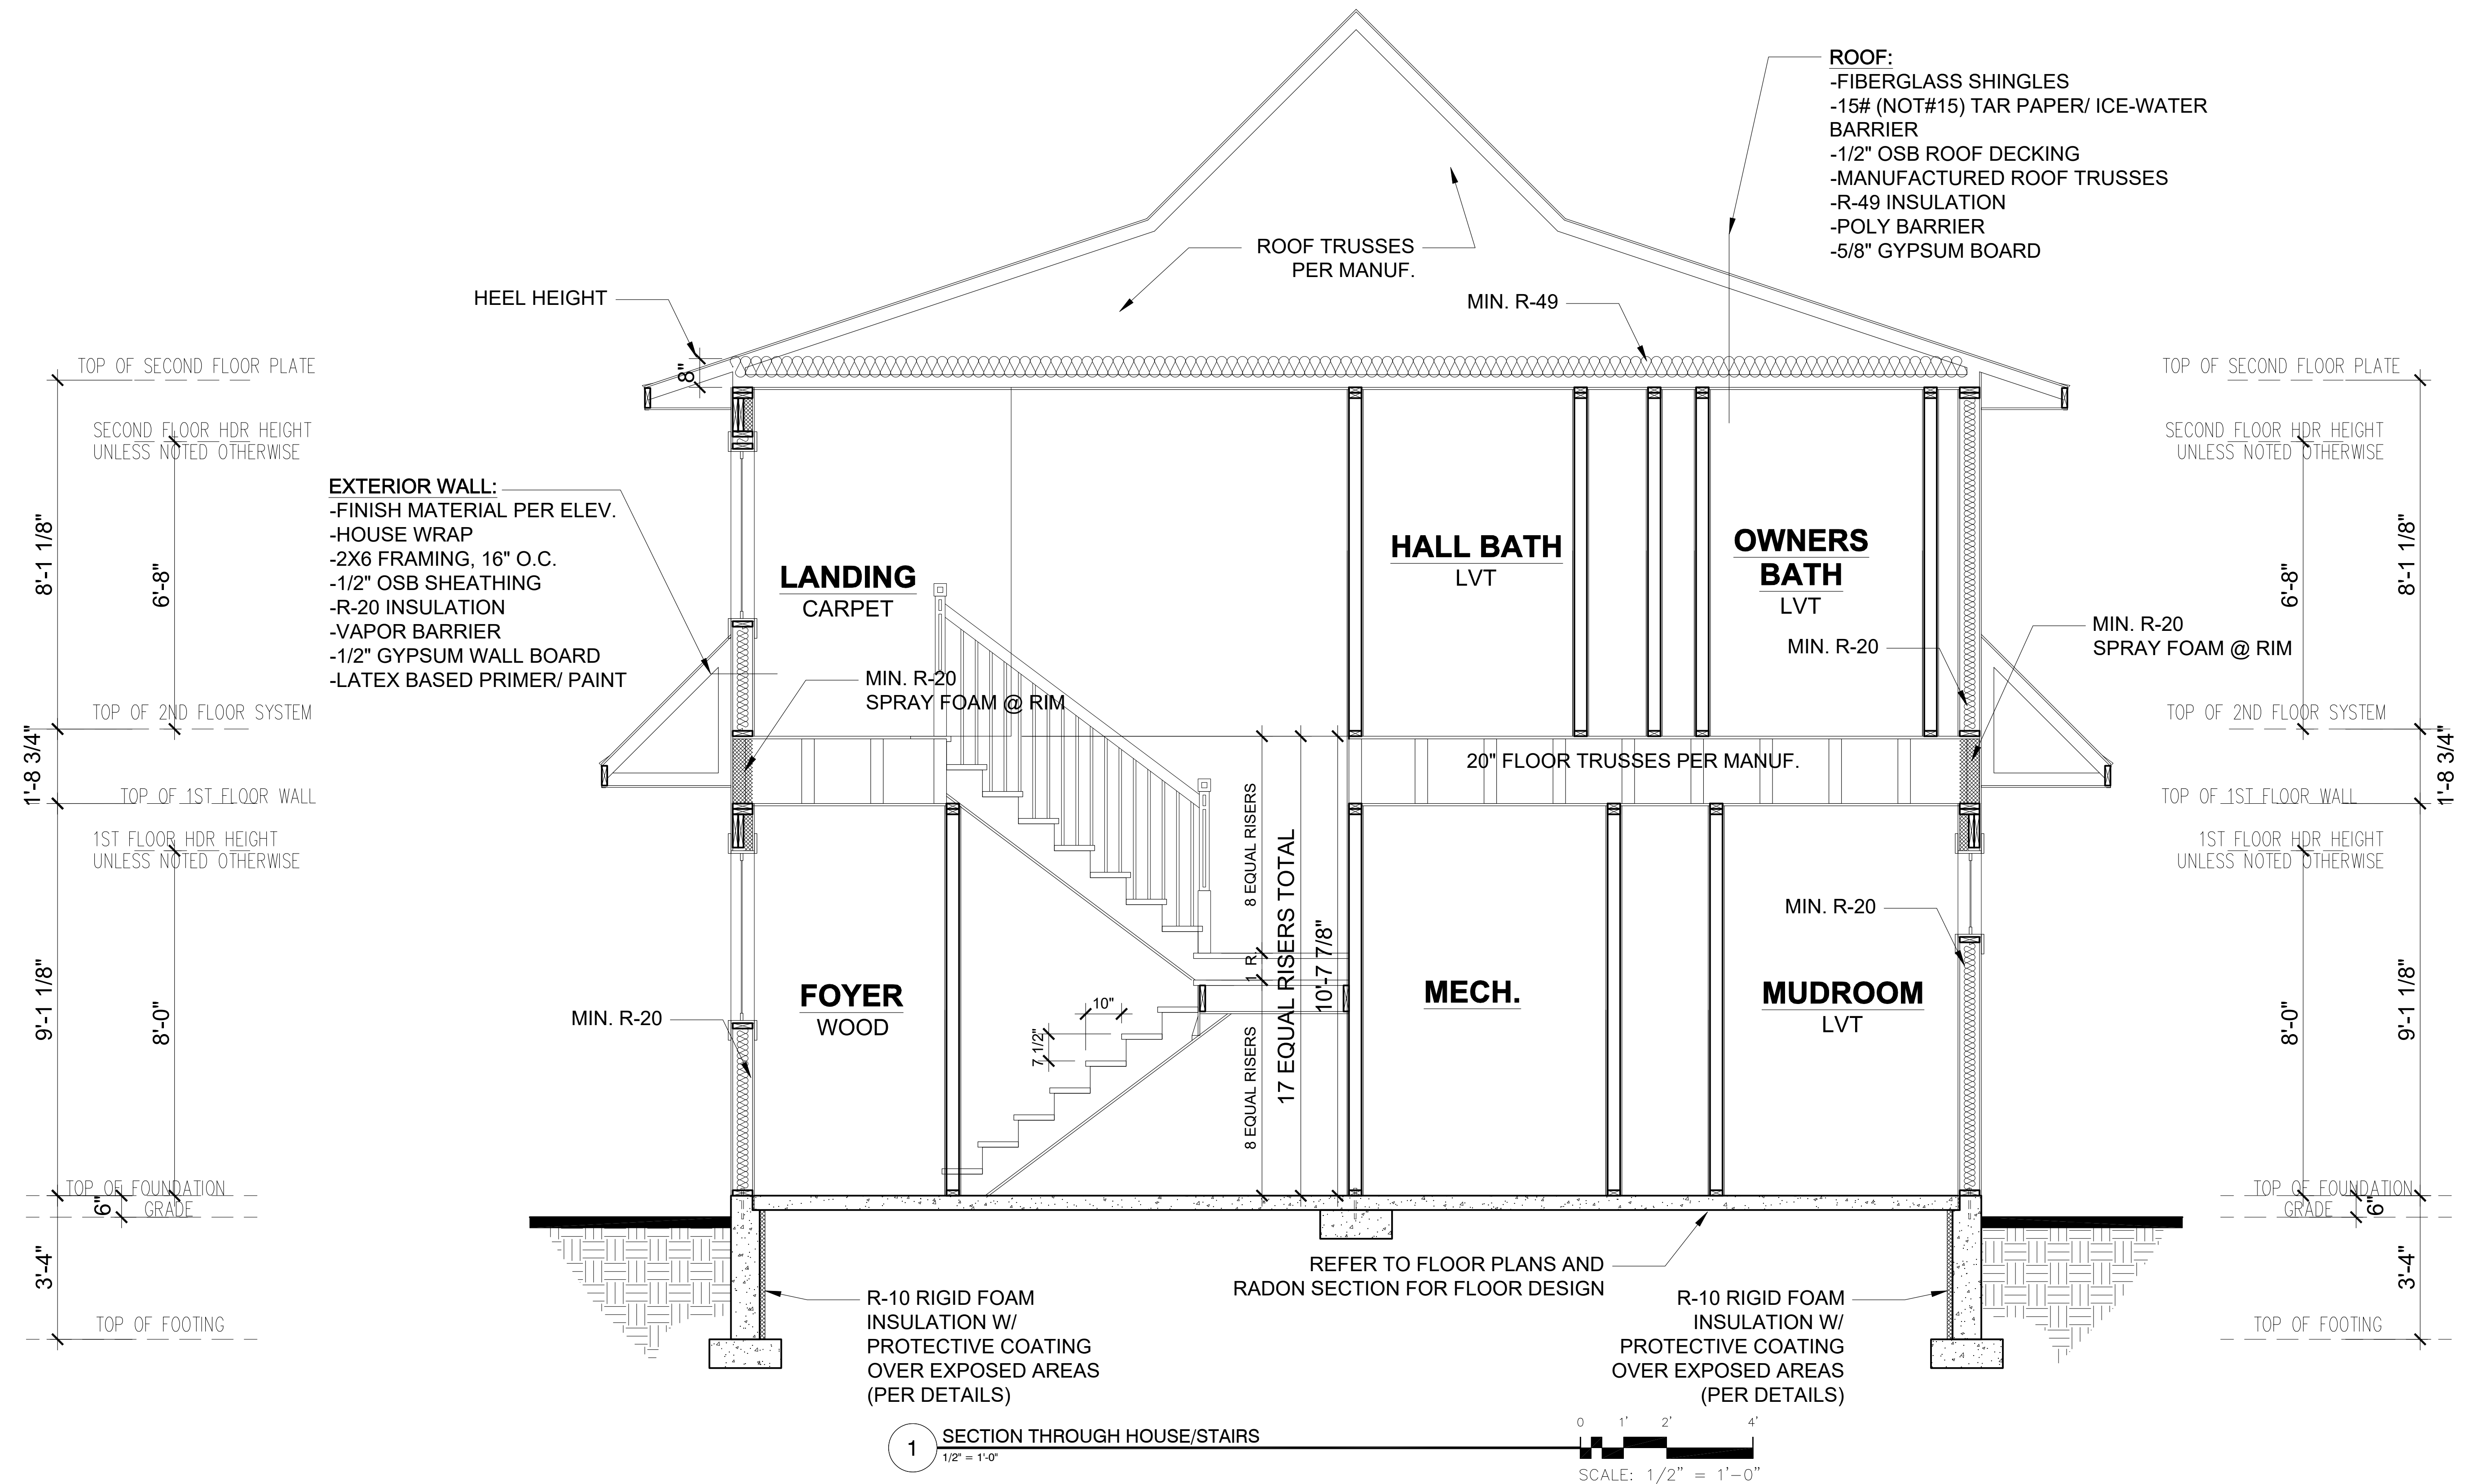 ROOF:
-FIBERGLASS SHINGLES
-15# (NOT#15) TAR PAPER/ ICE-WATER
BARRIER
-1/2" OSB ROOF DECKING
-MANUFACTURED ROOF TRUSSES
-R-49 INSULATION
-POLY BARRIER
-5/8" GYPSUM BOARD
ROOF TRUSSES
PER MANUF.
HEEL HEIGHT
MIN. R-49
8"
TOP OF SECOND FLOOR PLATE
SECOND FLOOR HDR HEIGHT
UNLESS NOTED OTHERWISE
8'-1 1/8"
6'-8"
TOP OF 2ND FLOOR SYSTEM
1'-8 3/4"
TOP OF 1ST FLOOR WALL
1ST FLOOR HDR HEIGHT
UNLESS NOTED OTHERWISE
9'-1 1/8"
8'-0"
TOP OF FOUNDATION
GRADE
6"
3'-4"
TOP OF FOOTING
EXTERIOR WALL:
-FINISH MATERIAL PER ELEV.
-HOUSE WRAP
-2X6 FRAMING, 16" O.C.
-1/2" OSB SHEATHING
-R-20 INSULATION
-VAPOR BARRIER
-1/2" GYPSUM WALL BOARD
-LATEX BASED PRIMER/ PAINT
LANDING
CARPET
MIN. R-20
SPRAY FOAM @ RIM
HALL BATH
LVT
OWNERS
BATH
LVT
MIN. R-20
MIN. R-20
SPRAY FOAM @ RIM
20" FLOOR TRUSSES PER MANUF.
8 EQUAL RISERS
1 R.
8 EQUAL RISERS
17 EQUAL RISERS TOTAL
10'-7 7/8"
10"
7 1/2"
FOYER
WOOD
MIN. R-20
MECH.
MUDROOM
LVT
MIN. R-20
TOP OF SECOND FLOOR PLATE
SECOND FLOOR HDR HEIGHT
UNLESS NOTED OTHERWISE
6'-8"
8'-1 1/8"
TOP OF 2ND FLOOR SYSTEM
1'-8 3/4"
TOP OF 1ST FLOOR WALL
1ST FLOOR HDR HEIGHT
UNLESS NOTED OTHERWISE
8'-0"
9'-1 1/8"
TOP OF FOUNDATION
GRADE
6"
3'-4"
TOP OF FOOTING
REFER TO FLOOR PLANS AND
RADON SECTION FOR FLOOR DESIGN
R-10 RIGID FOAM
INSULATION W/
PROTECTIVE COATING
OVER EXPOSED AREAS
(PER DETAILS)
R-10 RIGID FOAM
INSULATION W/
PROTECTIVE COATING
OVER EXPOSED AREAS
(PER DETAILS)
1
SECTION THROUGH HOUSE/STAIRS
1/2" = 1'-0"
0 1' 2' 4'
SCALE: 1/2" = 1'-0"